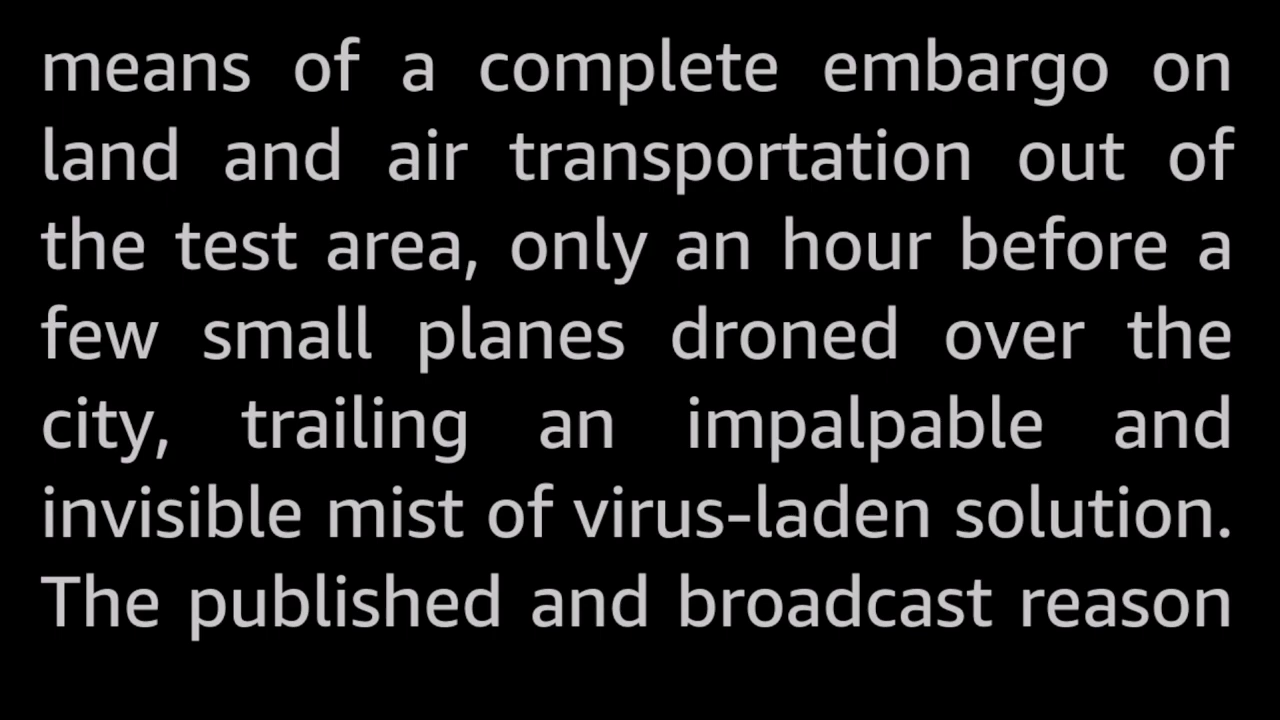 means of a complete embargo on
land and air transportation out of
the test area, only an hour before a
few small planes droned over the
city, trailing an impalpable and
invisible mist of virus-laden solution.
The published and broadcast reason